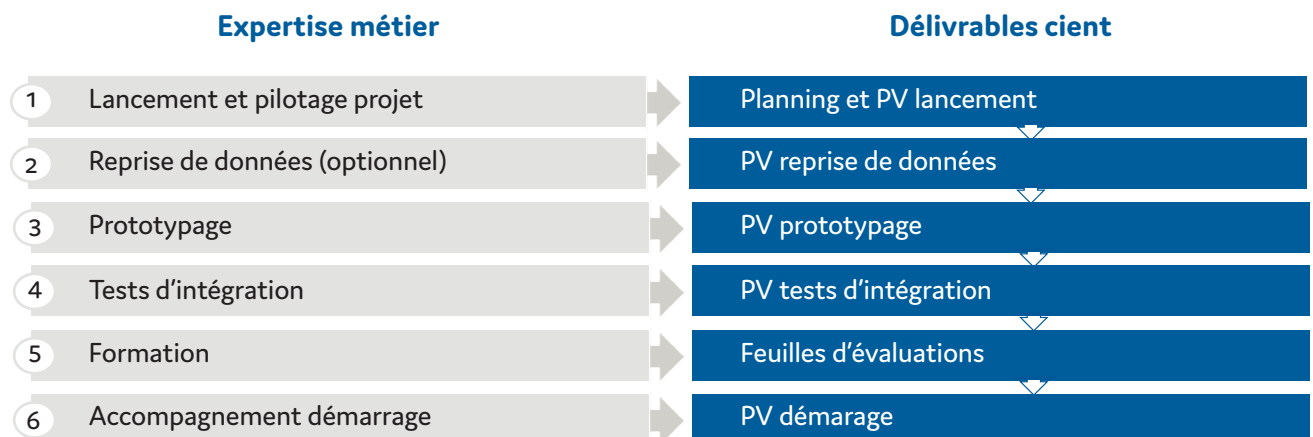 Expertise métier
Délivrables cient
1 Lancement et pilotage projet
Planning et PV lancement
2 Reprise de données (optionnel)
PV reprise de données
3 Prototypage
PV prototypage
4 Tests d'intégration
PV tests d'intégration
5 Formation
Feuilles d'évaluations
6 Accompagnement démarrage
PV démarage